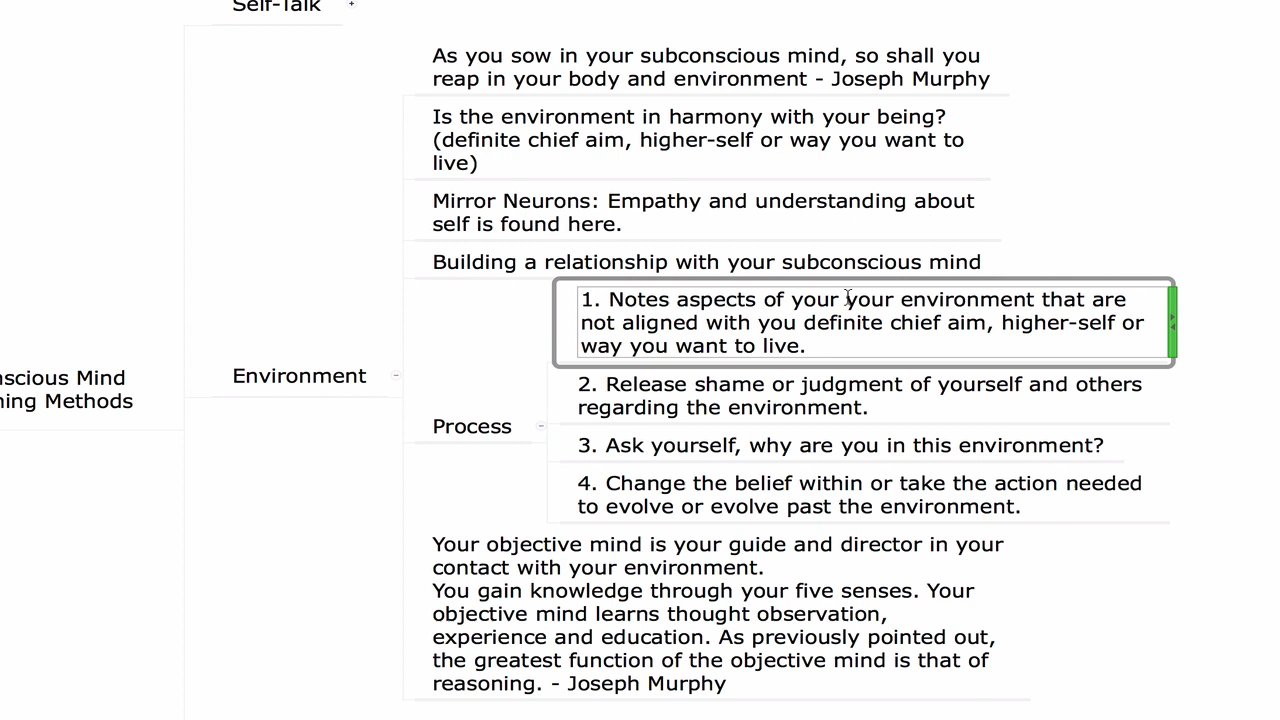 Self-Talk
As you sow in your subconscious mind, so shall you
reap in your body and environment - Joseph Murphy
Is the environment in harmony with your being?
(definite chief aim, higher-self or way you want to
live)
Mirror Neurons: Empathy and understanding about
self is found here.
Building a relationship with your subconscious mind
1. Notes aspects of your your environment that are
not aligned with you definite chief aim, higher-self or
way you want to live.
nscious Mind
ning Methods
Environment
2. Release shame or judgment of yourself and others
regarding the environment.
Process
3. Ask yourself, why are you in this environment?
4. Change the belief within or take the action needed
to evolve or evolve past the environment.
Your objective mind is your guide and director in your
contact with your environment.
You gain knowledge through your five senses. Your
objective mind learns thought observation,
experience and education. As previously pointed out,
the greatest function of the objective mind is that of
reasoning. - Joseph Murphy